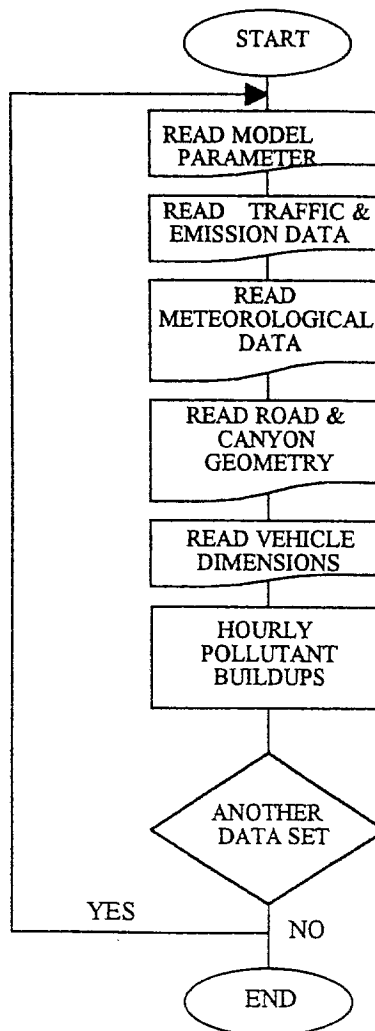 START
READ MODEL
PARAMETER
READ TRAFFIC &
EMISSION DATA
READ
METEOROLOGICAL
DATA
READ ROAD &
CANYON
GEOMETRY
READ VEHICLE
DIMENSIONS
HOURLY
POLLUTANT
BUILDUPS
ANOTHER
DATA SET
YES
NO
END